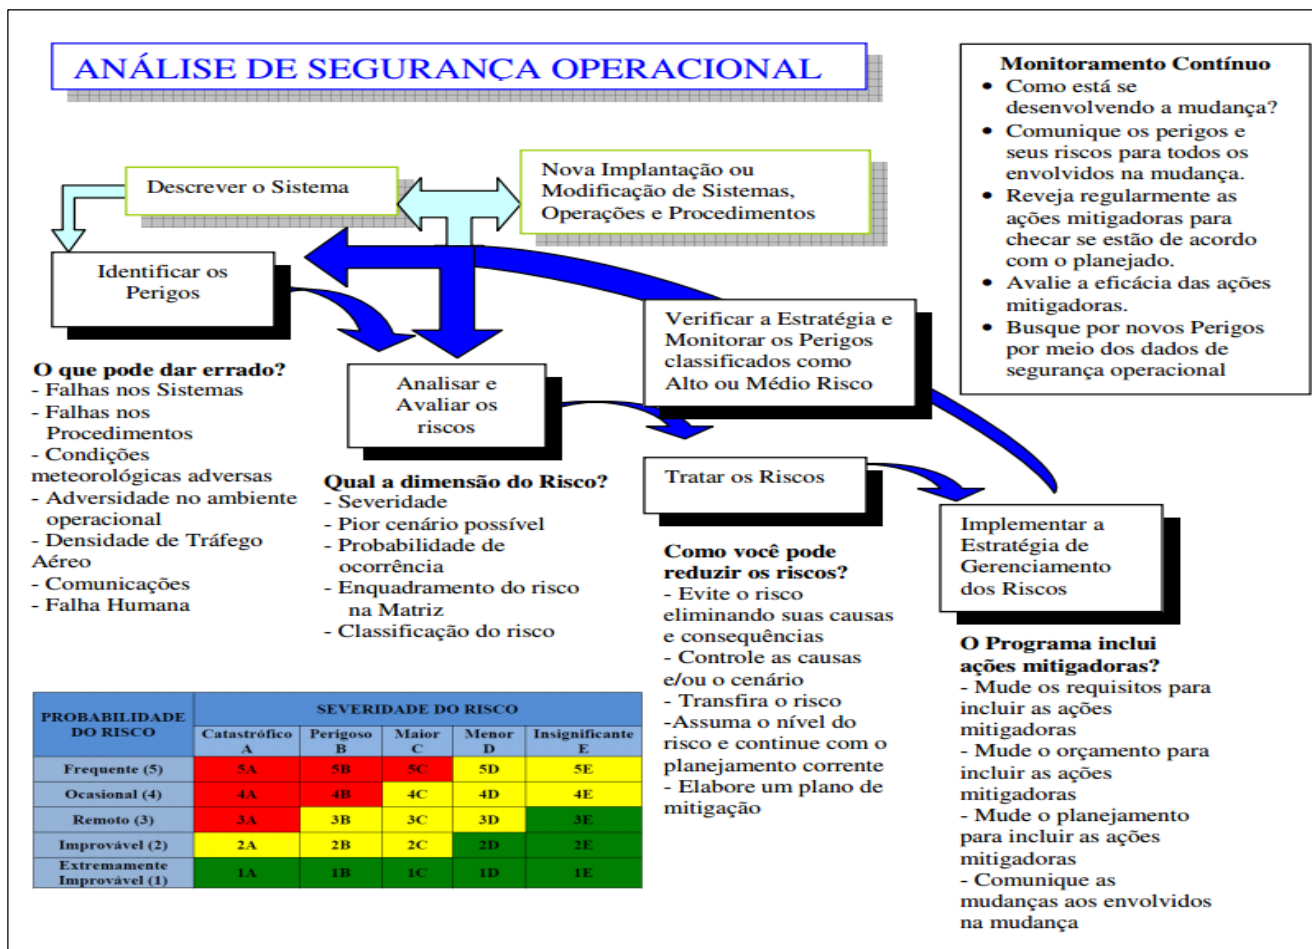 ANÁLISE DE SEGURANÇA OPERACIONAL
Monitoramento Contínuo
• Como está se
desenvolvendo a mudança?
• Comunique os perigos e
seus riscos para todos os
envolvidos na mudança.
• Reveja regularmente as
ações mitigadoras para
checar se estão de acordo
com o planejado.
• Avalie a eficácia das ações
mitigadoras.
• Busque por novos Perigos
por meio dos dados de
segurança operacional
Descrever o Sistema
Nova Implantação ou
Modificação de Sistemas,
Operações e Procedimentos
Identificar os
Perigos
O que pode dar errado?
- Falhas nos Sistemas
- Falhas nos
Procedimentos
- Condições
meteorológicas adversas
- Adversidade no ambiente
operacional
- Densidade de Tráfego
Aéreo
- Comunicações
- Falha Humana
Analisar e
Avaliar os
riscos
Qual a dimensão do Risco?
- Severidade
- Pior cenário possível
- Probabilidade de
ocorrência
- Enquadramento do risco
na Matriz
- Classificação do risco
Verificar a Estratégia e
Monitorar os Perigos
classificados como
Alto ou Médio Risco
Tratar os Riscos
Como você pode
reduzir os riscos?
- Evite o risco
eliminando suas causas
e consequências
- Controle as causas
e/ou o cenário
- Transfira o risco
-Assuma o nível do
risco e continue com o
planejamento corrente
- Elabore um plano de
mitigação
Implementar a
Estratégia de
Gerenciamento
dos Riscos
O Programa inclui
ações mitigadoras?
- Mude os requisitos para
incluir as ações
mitigadoras
- Mude o orçamento para
incluir as ações
mitigadoras
- Mude o planejamento
para incluir as ações
mitigadoras
- Comunique as
mudanças aos envolvidos
na mudança
PROBABILIDADE
DO RISCO
SEVERIDADE DO RISCO
Catastrófico Perigoso Maior Menor Insignificante
A B C D E
Frequente (5) 5A 5B 5C 5D 5E
Ocasional (4) 4A 4B 4C 4D 4E
Remoto (3) 3A 3B 3C 3D 3E
Improvável (2) 2A 2B 2C 2D 2E
Extremamente
Improvável (1) 1A 1B 1C 1D 1E